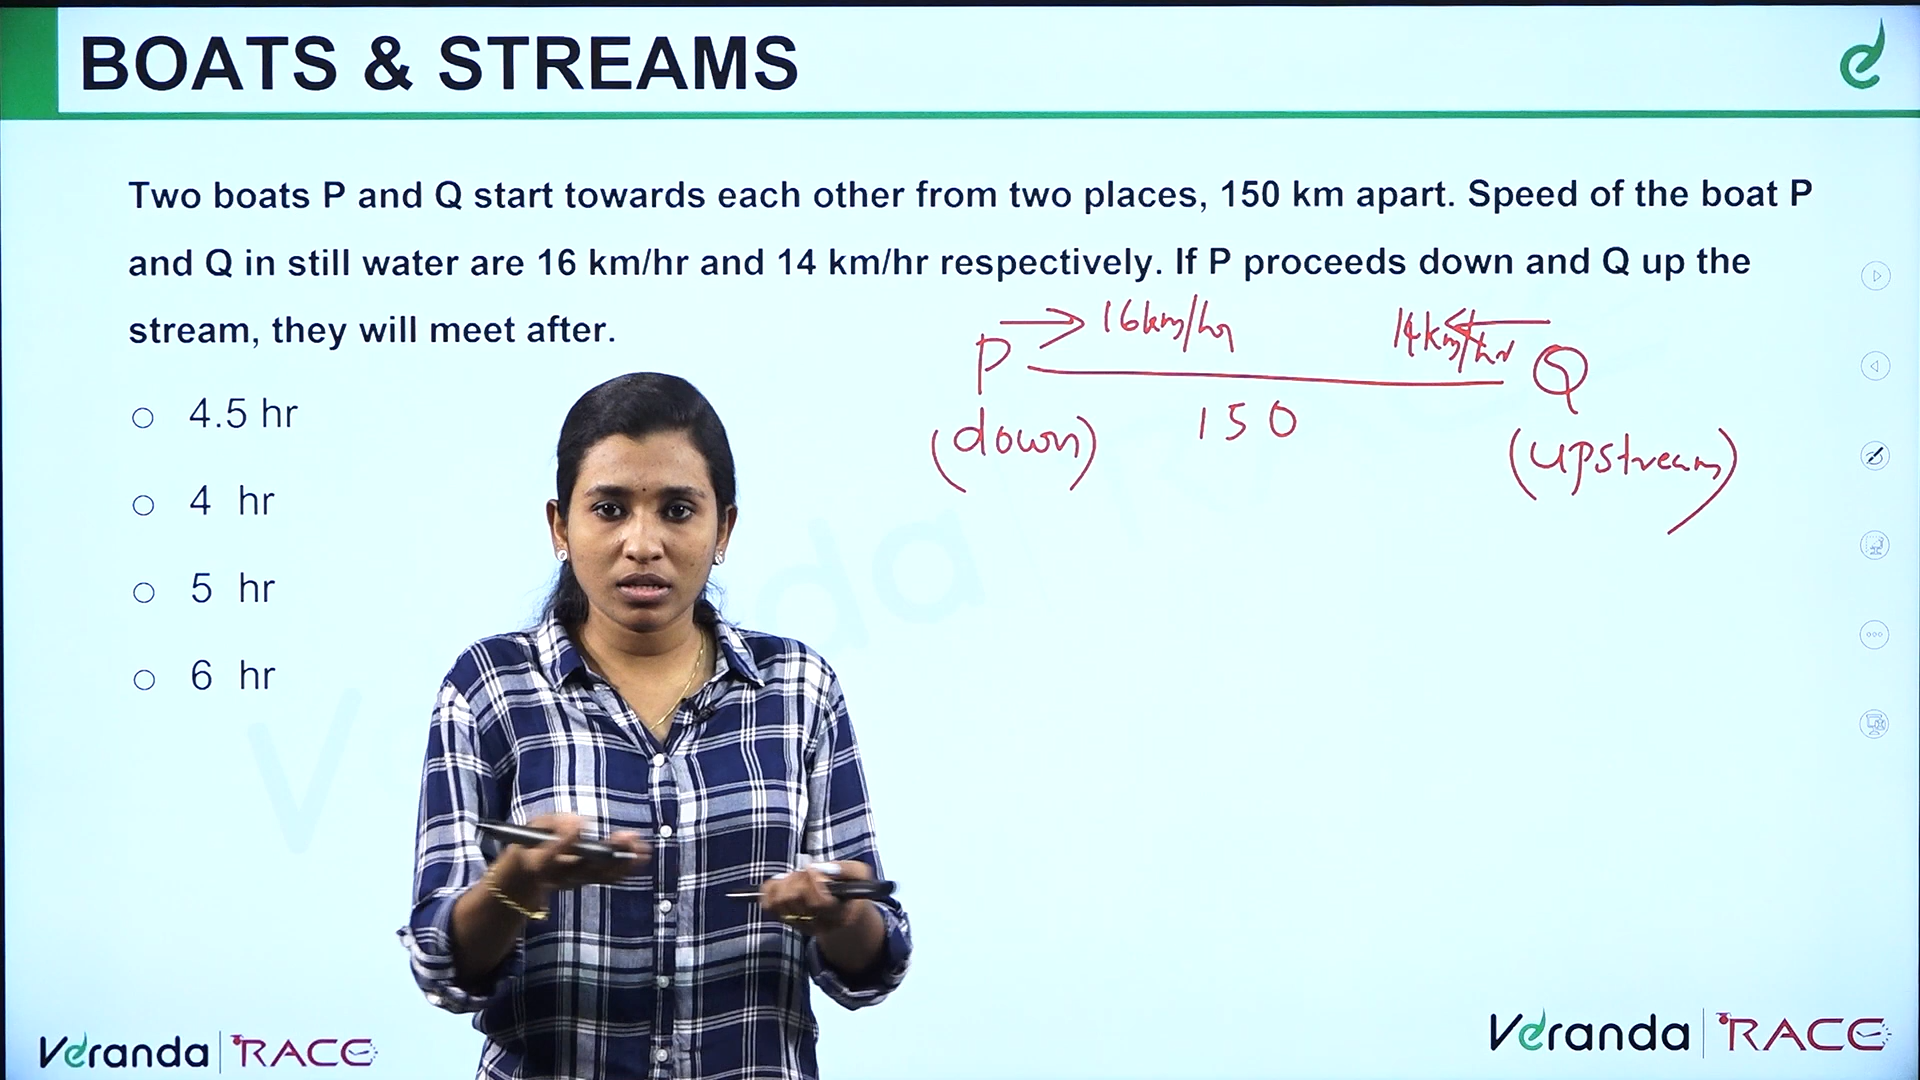 BOATS & STREAMS
Two boats P and Q start towards each other from two places, 150 km apart. Speed of the boat P
and Q in still water are 16 km/hr and 14 km/hr respectively. If P proceeds down and Q up the
stream, they will meet after.
16km/hr
14km/hr
P
Q
150
(down)
(upstream)
4.5 hr
4 hr
5 hr
6 hr
Veranda
Veranda RACE
Veranda RACE